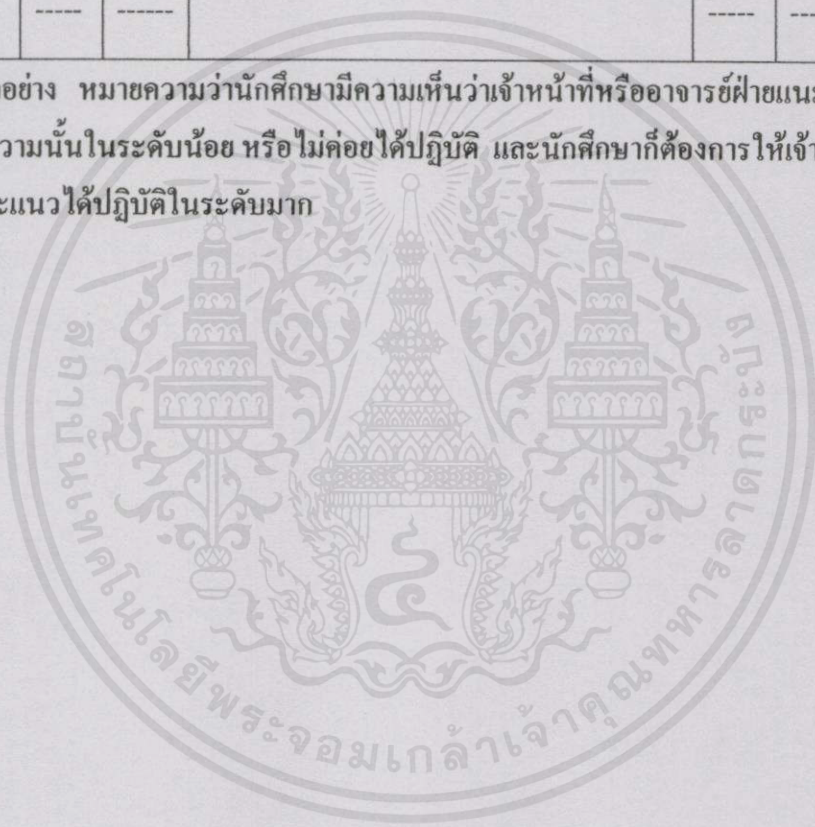 ----- ------ ----- ---
อย่าง หมายความว่านักศึกษามีความเห็นว่าเจ้าหน้าที่หรืออาจารย์ฝ่ายแนะ
วามนั้นในระดับน้อย หรือไม่ค่อยได้ปฏิบัติ และนักศึกษาก็ต้องการให้เจ้า
ะแนวได้ปฏิบัติในระดับมาก
สถาบันเทคโนโลยีพระจอมเกล้าเจ้าคุณทหารลาดกระบัง